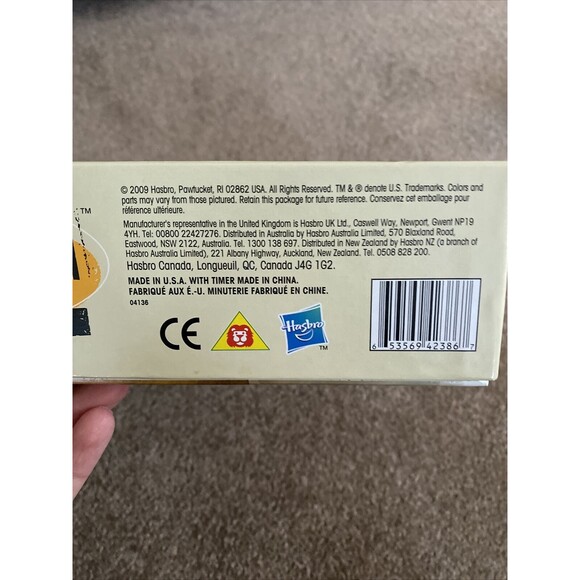 © 2009 Hasbro, Pawtucket, RI 02862 USA. All Rights Reserved. TM & ® denote U.S. Trademarks. Colors and
parts may vary from those pictured. Retain this package for future reference. Conservez cet emballage pour
référence ultérieure.
Manufacturer's representative in the United Kingdom is Hasbro UK Ltd., Caswell Way, Newport, Gwent NP19
4YH. Tel: 00800 22427276. Distributed in Australia by Hasbro Australia Limited, 570 Blaxland Road,
Eastwood, NSW 2122, Australia. Tel. 1300 138 697. Distributed in New Zealand by Hasbro NZ (a branch of
Hasbro Australia Limited), 221 Albany Highway, Auckland, New Zealand. Tel. 0508 828 200.
Hasbro Canada, Longueuil, QC, Canada J4G 1G2.
MADE IN U.S.A. WITH TIMER MADE IN CHINA.
FABRIQUÉ AUX É.-U. MINUTERIE FABRIQUÉ EN CHINE.
04136
TM
CE
Hasbro
TM
6 53569 42386 7